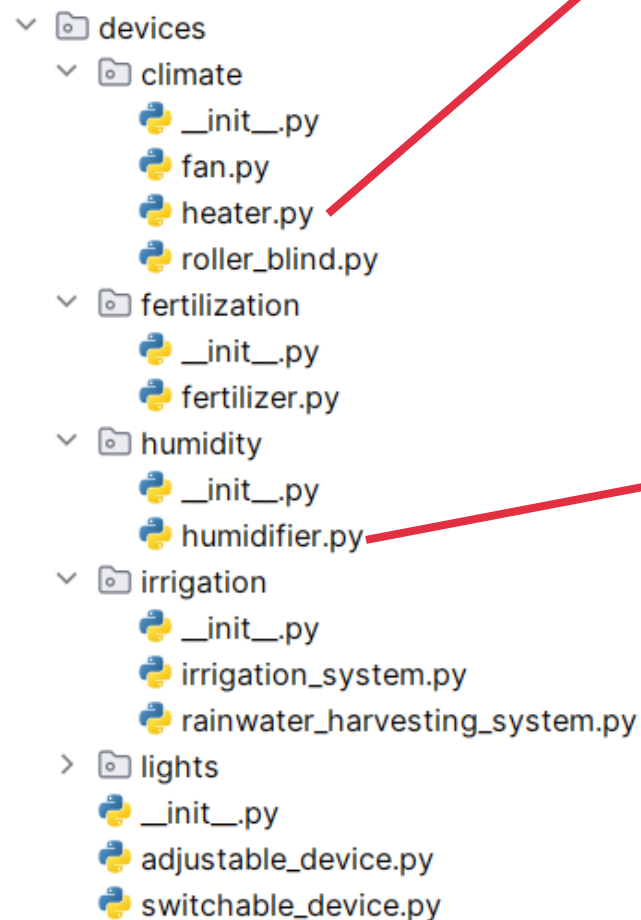 devices
climate
__init__.py
fan.py
heater.py
roller_blind.py
fertilization
__init__.py
fertilizer.py
humidity
__init__.py
humidifier.py
irrigation
__init__.py
irrigation_system.py
rainwater_harvesting_system.py
lights
__init__.py
adjustable_device.py
switchable_device.py